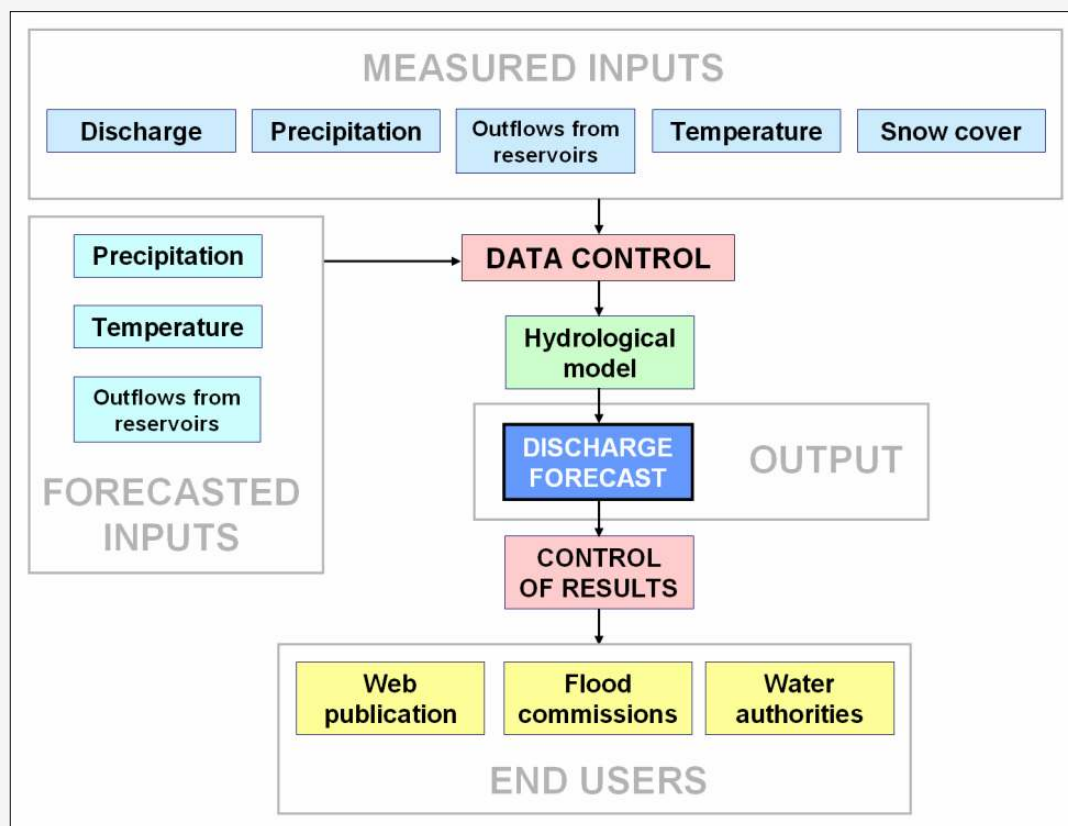 MEASURED INPUTS
Discharge
Precipitation
Outflows from
reservoirs
Temperature
Snow cover
Precipitation
Temperature
Outflows from
reservoirs
FORECASTED
INPUTS
DATA CONTROL
Hydrological
model
DISCHARGE
FORECAST
OUTPUT
CONTROL
OF RESULTS
Web
publication
Flood
commissions
Water
authorities
END USERS